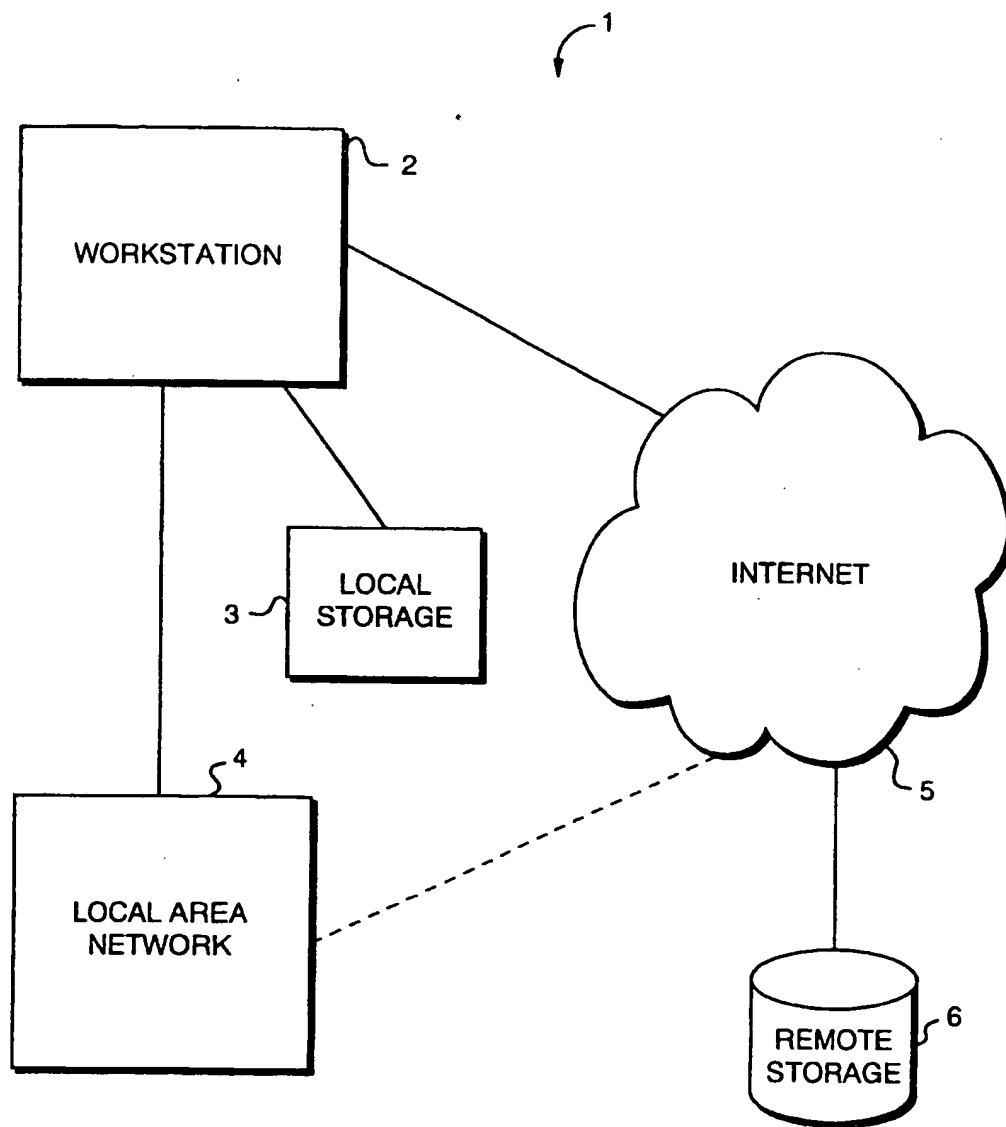 1
2
WORKSTATION
3
LOCAL
STORAGE
INTERNET
4
5
LOCAL AREA
NETWORK
6
REMOTE
STORAGE